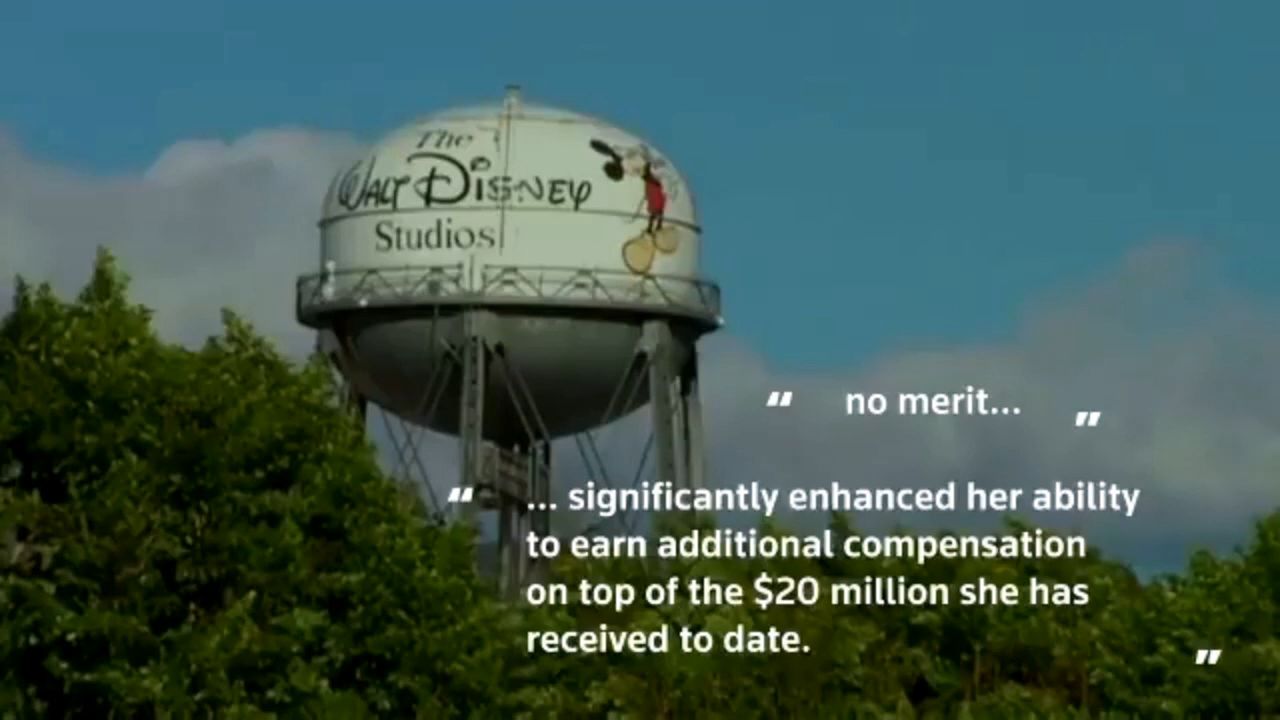 The
WALT DISNEY
Studios
“ no merit... ”
“ ... significantly enhanced her ability
to earn additional compensation
on top of the $20 million she has
received to date. ”